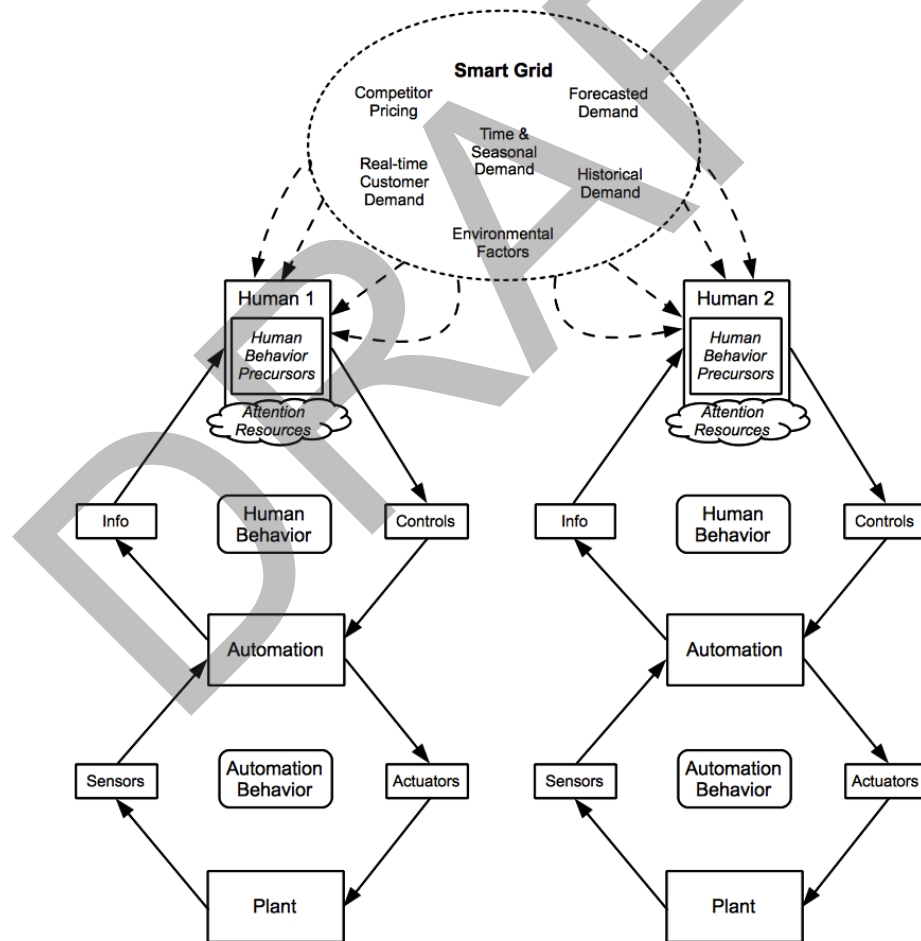 Smart Grid
Competitor
Pricing
Forecasted
Demand
Time &
Seasonal
Demand
Real-time
Customer
Demand
Historical
Demand
Environmental
Factors
Human 1
Human
Behavior
Precursors
Attention
Resources
Human 2
Human
Behavior
Precursors
Attention
Resources
Info
Human
Behavior
Controls
Info
Human
Behavior
Controls
Automation
Automation
Sensors
Automation
Behavior
Actuators
Sensors
Automation
Behavior
Actuators
Plant
Plant
DRAF